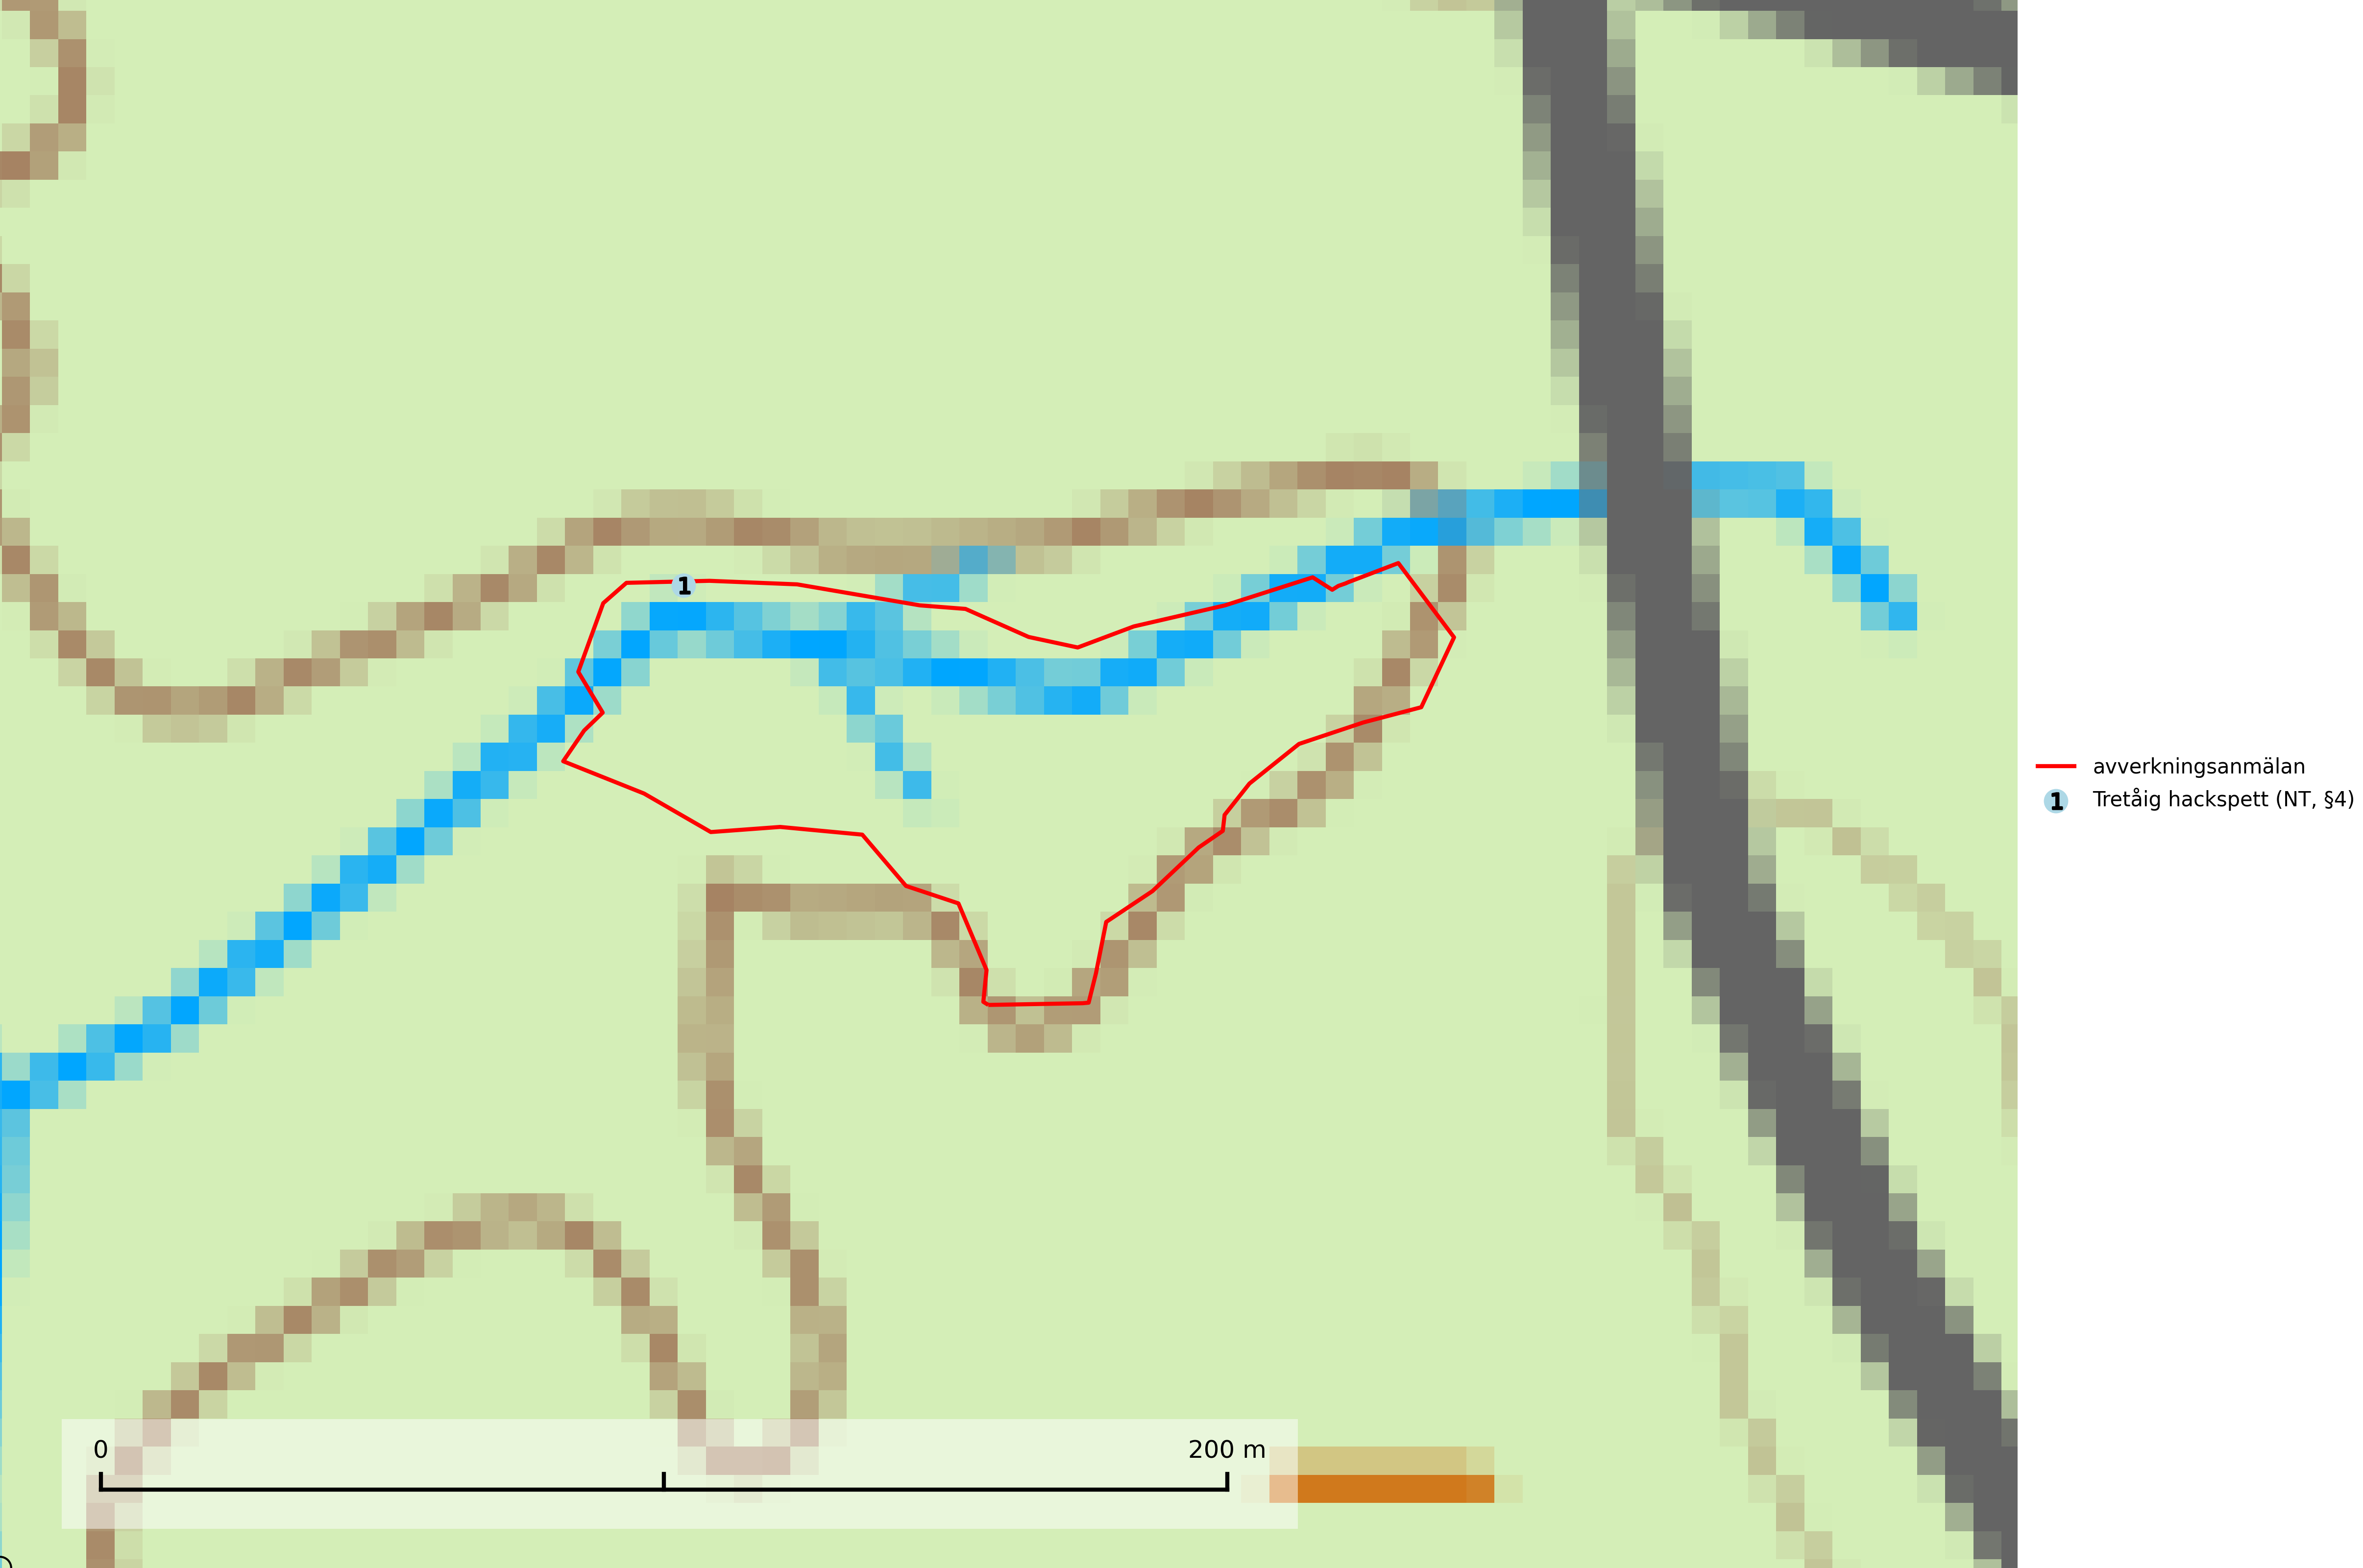 1
avverkningsanmälan
1 Tretåig hackspett (NT, §4)
0 200 m